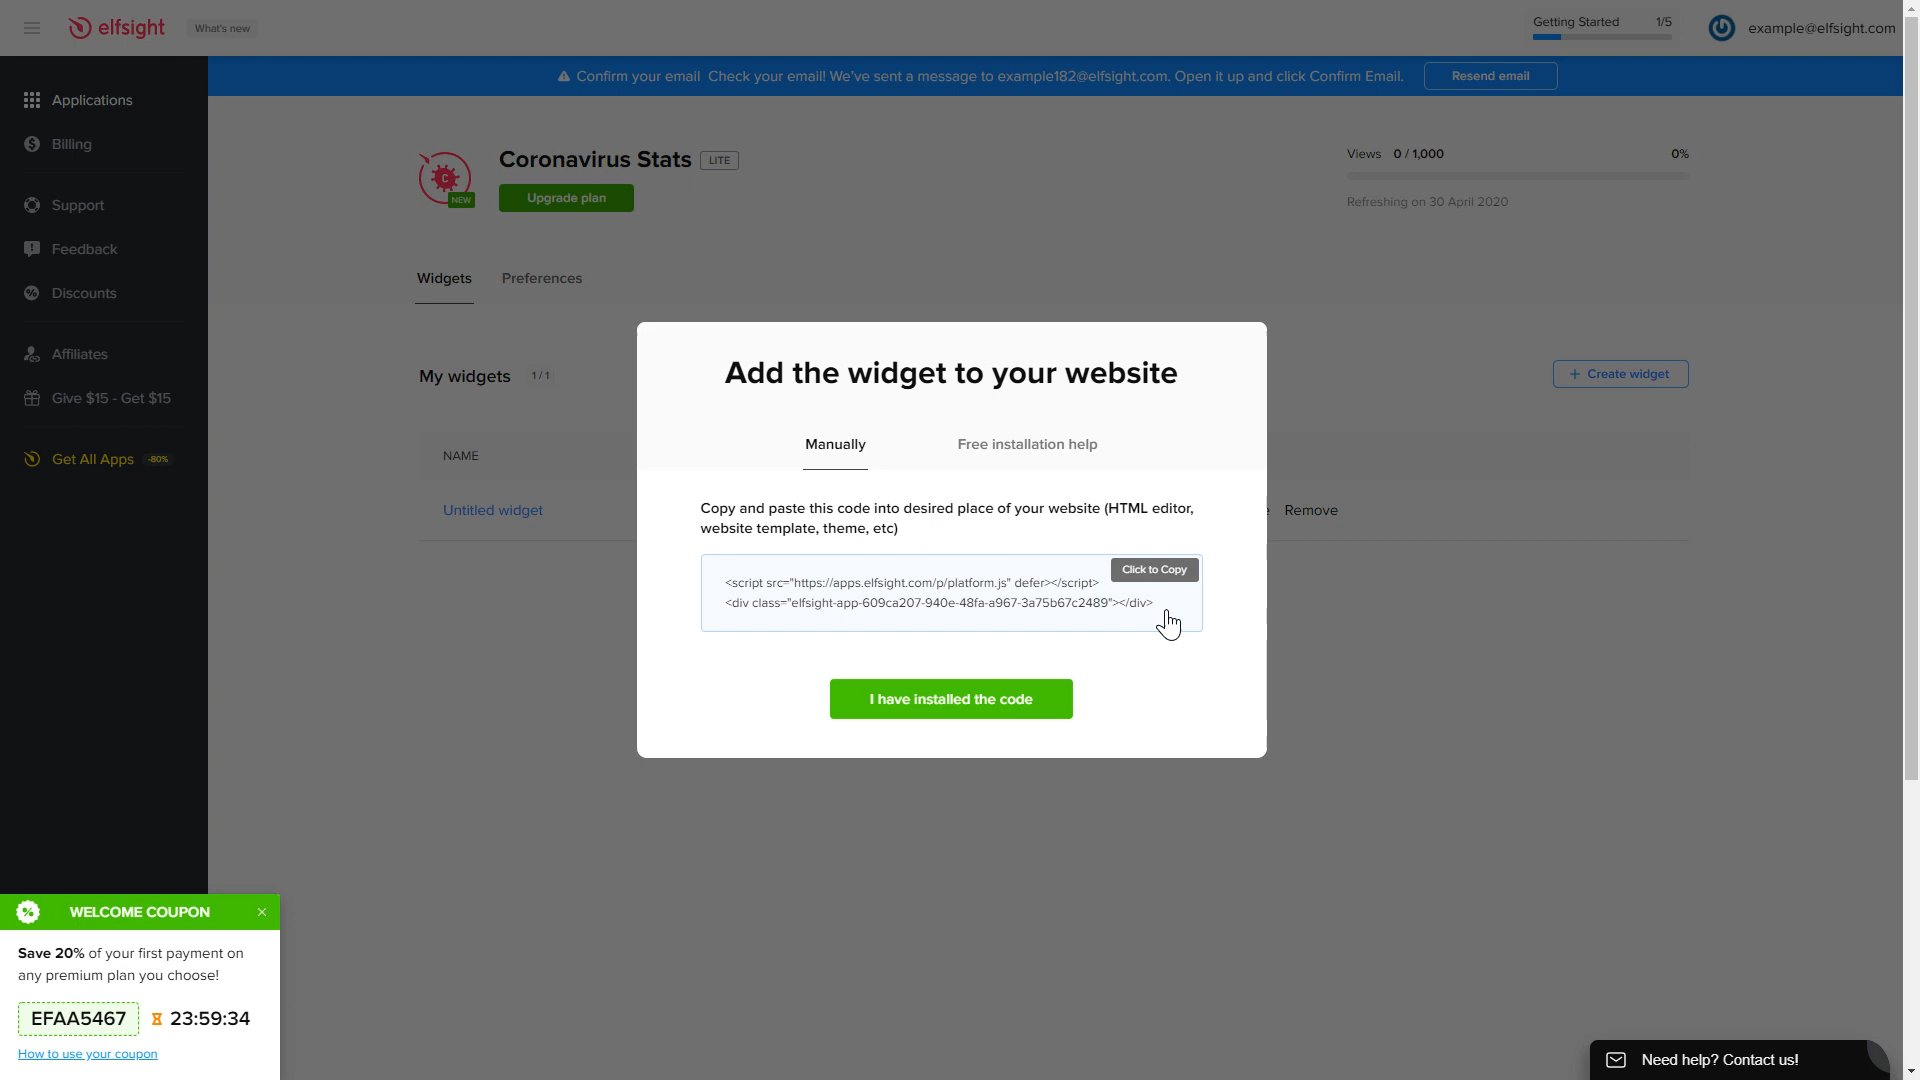 elfsight
What's new
Getting Started 1/5
example@elfsight.com
Confirm your email Check your email! We've sent a message to example182@elfsight.com. Open it up and click Confirm Email.
Resend email
Applications
Billing
Support
Feedback
Discounts
Affiliates
Give $15 - Get $15
Get All Apps -80%
C
NEW
Coronavirus Stats LITE
Upgrade plan
Views 0 / 1,000 0%
Refreshing on 30 April 2020
Widgets Preferences
My widgets 1 / 1
+ Create widget
NAME
Untitled widget
Remove
Add the widget to your website
Manually Free installation help
Copy and paste this code into desired place of your website (HTML editor,
website template, theme, etc)
Click to Copy
<script src="https://apps.elfsight.com/p/platform.js" defer></script>
<div class="elfsight-app-609ca207-940e-48fa-a967-3a75b67c2489"></div>
I have installed the code
WELCOME COUPON
Save 20% of your first payment on
any premium plan you choose!
EFAA5467 23:59:34
How to use your coupon
Need help? Contact us!